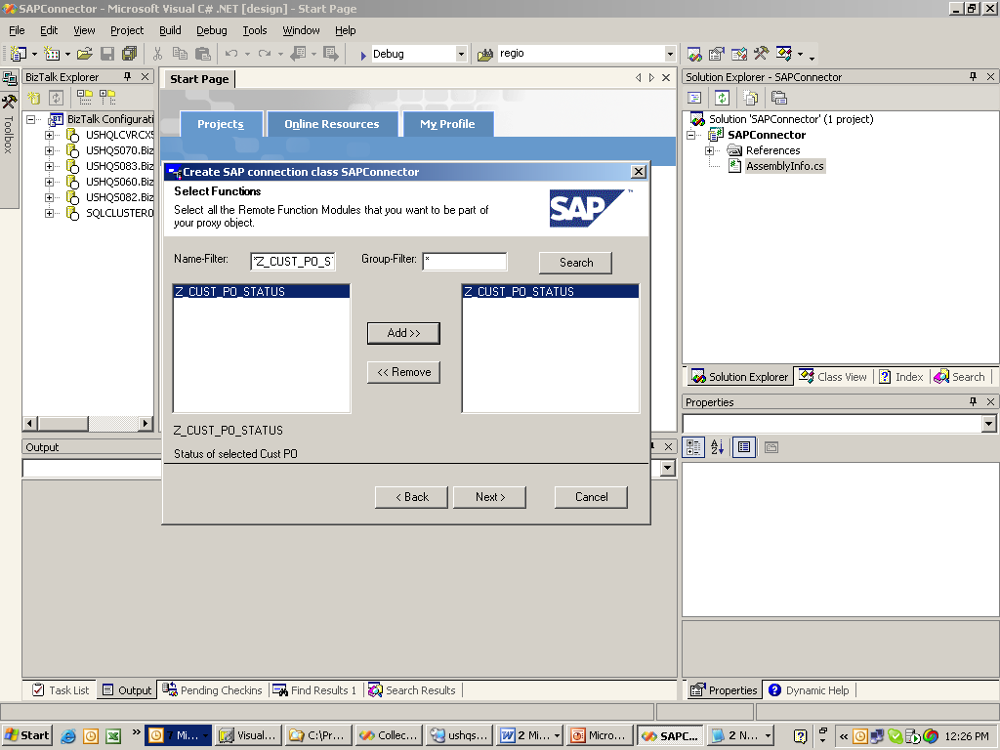 SAPConnector - Microsoft Visual C# .NET [design] - Start Page
File Edit View Project Build Debug Tools Window Help
Debug
regio
BizTalk Explorer
Start Page
Solution Explorer - SAPConnector
Toolbox
BizTalk Configurati
USHQLCVRCX5
USHQS070.Biz
USHQS083.Biz
USHQS060.Biz
USHQS082.Biz
SQLCLUSTER0
Projects
Online Resources
My Profile
Solution 'SAPConnector' (1 project)
SAPConnector
References
AssemblyInfo.cs
Create SAP connection class SAPConnector
Select Functions
Select all the Remote Function Modules that you want to be part of
your proxy object.
SAP
™
Name-Filter:
*Z_CUST_PO_S
Group-Filter:
*
Search
Z_CUST_PO_STATUS
Z_CUST_PO_STATUS
Add >>
<< Remove
Z_CUST_PO_STATUS
Status of selected Cust PO
< Back
Next >
Cancel
Solution Explorer
Class View
Index
Search
Properties
Output
Task List
Output
Pending Checkins
Find Results 1
Search Results
Properties
Dynamic Help
Start
»
7 Mi...
Visual...
C:\Pr...
Collec...
ushqs...
2 Mi...
Micro...
SAPC...
2 N...
«
12:26 PM